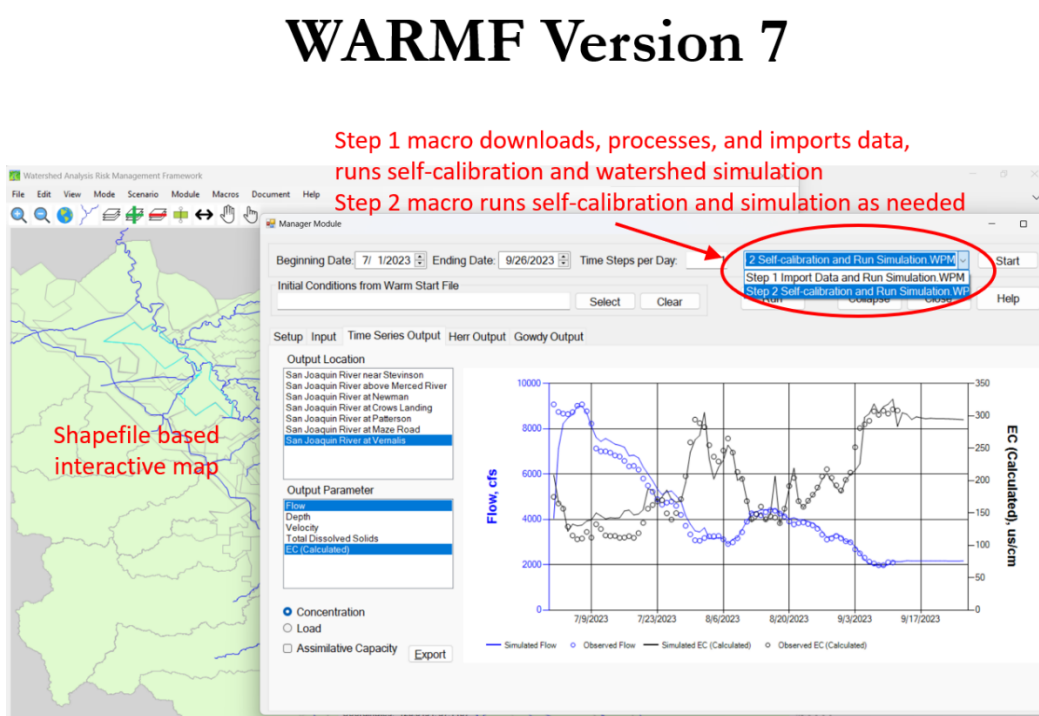 WARMF Version 7
Step 1 macro downloads, processes, and imports data,
runs self-calibration and watershed simulation
Step 2 macro runs self-calibration and simulation as needed
Watershed Analysis Risk Management Framework
File Edit View Mode Scenario Module Macros Document Help
Manager Module
Beginning Date: 7/ 1/2023 Ending Date: 9/26/2023 Time Steps per Day: 2 Self-calibration and Run Simulation.WPM Start
Step 1 Import Data and Run Simulation.WPM
Step 2 Self-calibration and Run Simulation.WP
Initial Conditions from Warm Start File
Select Clear Run Collapse Close Help
Setup Input Time Series Output Herr Output Gowdy Output
Output Location
San Joaquin River near Stevinson
San Joaquin River above Merced River
San Joaquin River at Newman
San Joaquin River at Crows Landing
San Joaquin River at Patterson
San Joaquin River at Maze Road
San Joaquin River at Vernalis
Output Parameter
Flow
Depth
Velocity
Total Dissolved Solids
EC (Calculated)
Concentration
Load
Assimilative Capacity
Export
Shapefile based
interactive map
Flow, cfs
10000
8000
6000
4000
2000
0
350
300
250
200
150
100
50
0
EC (Calculated), us/cm
7/9/2023 7/23/2023 8/6/2023 8/20/2023 9/3/2023 9/17/2023
Simulated Flow Observed Flow Simulated EC (Calculated) Observed EC (Calculated)